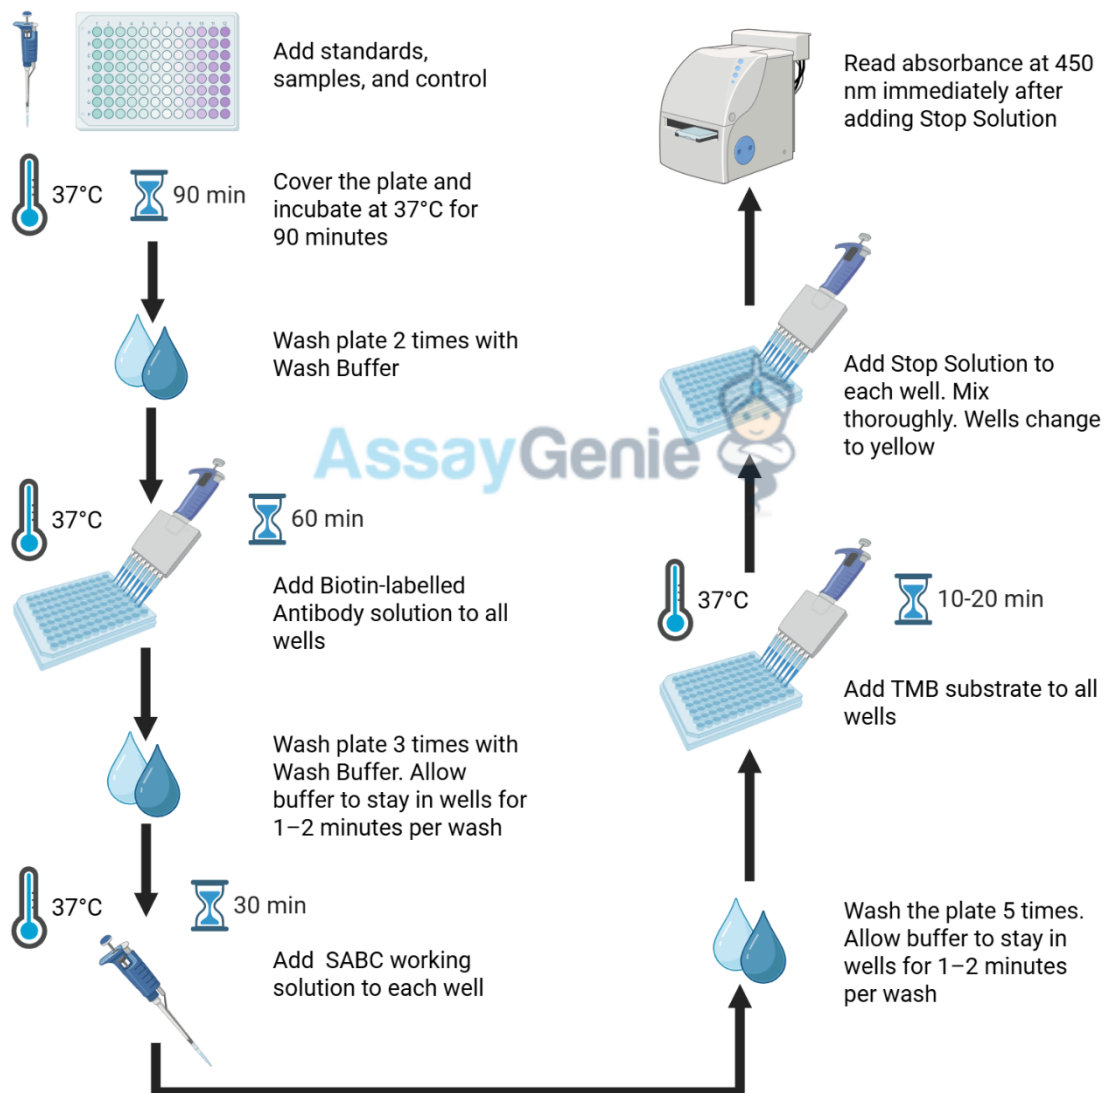 Add standards,
samples, and control
37°C
90 min
Cover the plate and
incubate at 37°C for
90 minutes
Wash plate 2 times with
Wash Buffer
37°C
60 min
Add Biotin-labelled
Antibody solution to all
wells
Wash plate 3 times with
Wash Buffer. Allow
buffer to stay in wells for
1–2 minutes per wash
37°C
30 min
Add  SABC working
solution to each well
AssayGenie
Wash the plate 5 times.
Allow buffer to stay in
wells for 1–2 minutes
per wash
37°C
10-20 min
Add TMB substrate to all
wells
Add Stop Solution to
each well. Mix
thoroughly. Wells change
to yellow
Read absorbance at 450
nm immediately after
adding Stop Solution